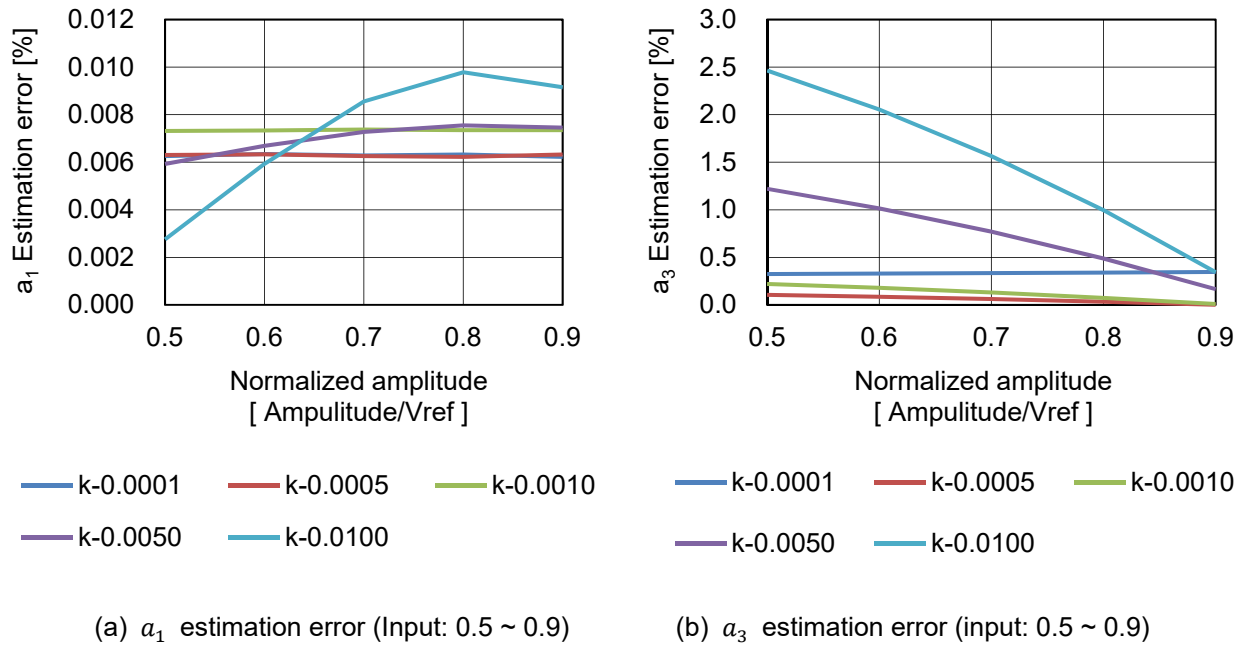 a₁ Estimation error [%]
0.012
0.010
0.008
0.006
0.004
0.002
0.000
0.5 0.6 0.7 0.8 0.9
Normalized amplitude
[ Ampulitude/Vref ]
k-0.0001 k-0.0005 k-0.0010
k-0.0050 k-0.0100
(a) a₁ estimation error (Input: 0.5 ~ 0.9)
a₃ Estimation error [%]
3.0
2.5
2.0
1.5
1.0
0.5
0.0
0.5 0.6 0.7 0.8 0.9
Normalized amplitude
[ Ampulitude/Vref ]
k-0.0001 k-0.0005 k-0.0010
k-0.0050 k-0.0100
(b) a₃ estimation error (input: 0.5 ~ 0.9)